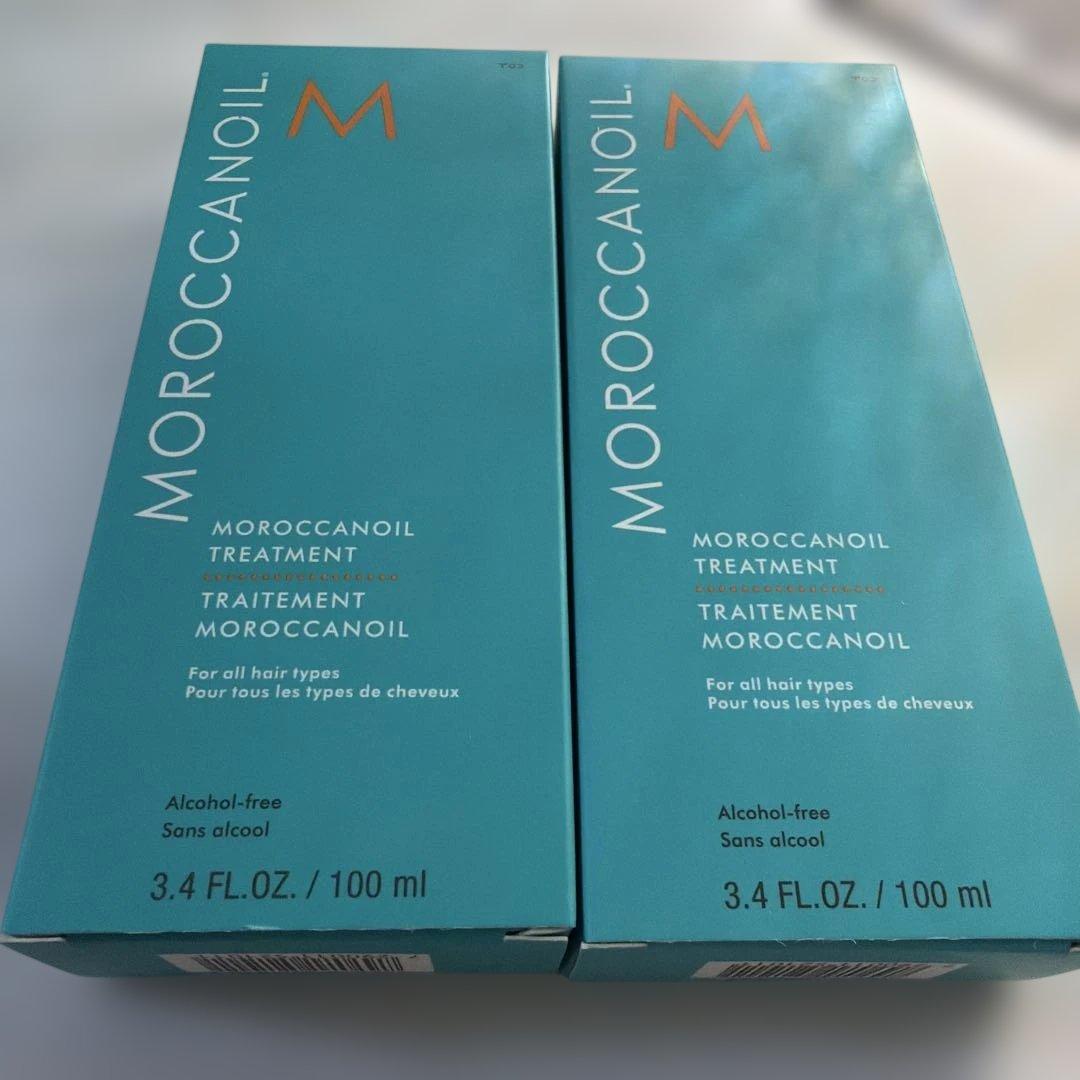 MOROCCANOIL®
M
MOROCCANOIL
TREATMENT
TRAITEMENT
MOROCCANOIL
For all hair types
Pour tous les types de cheveux
Alcohol-free
Sans alcool
3.4 FL.OZ. / 100 ml
MOROCCANOIL®
M
MOROCCANOIL
TREATMENT
TRAITEMENT
MOROCCANOIL
For all hair types
Pour tous les types de cheveux
Alcohol-free
Sans alcool
3.4 FL.OZ. / 100 ml